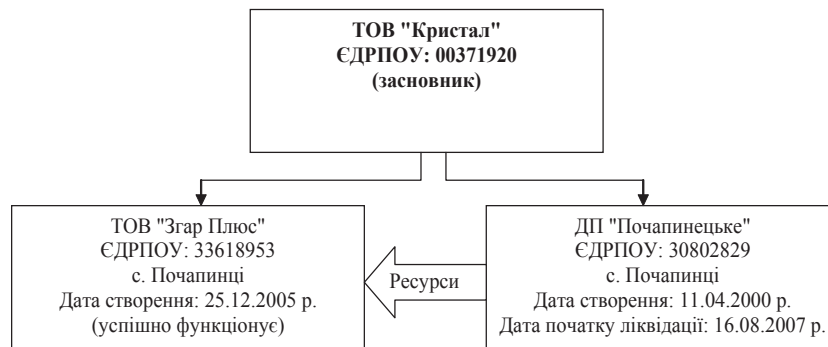 ТОВ "Кристал"
ЄДРПОУ: 00371920
(засновник)
ТОВ "Згар Плюс"
ЄДРПОУ: 33618953
с. Почапинці
Дата створення: 25.12.2005 р.
(успішно функціонує)
Ресурси
ДП "Почапинецьке"
ЄДРПОУ: 30802829
с. Почапинці
Дата створення: 11.04.2000 р.
Дата початку ліквідації: 16.08.2007 р.